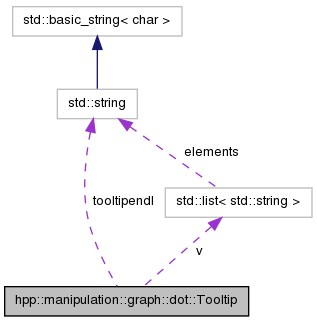 std::basic_string< char >
std::string
elements
tooltipendl
std::list< std::string >
v
hpp::manipulation::graph::dot::Tooltip